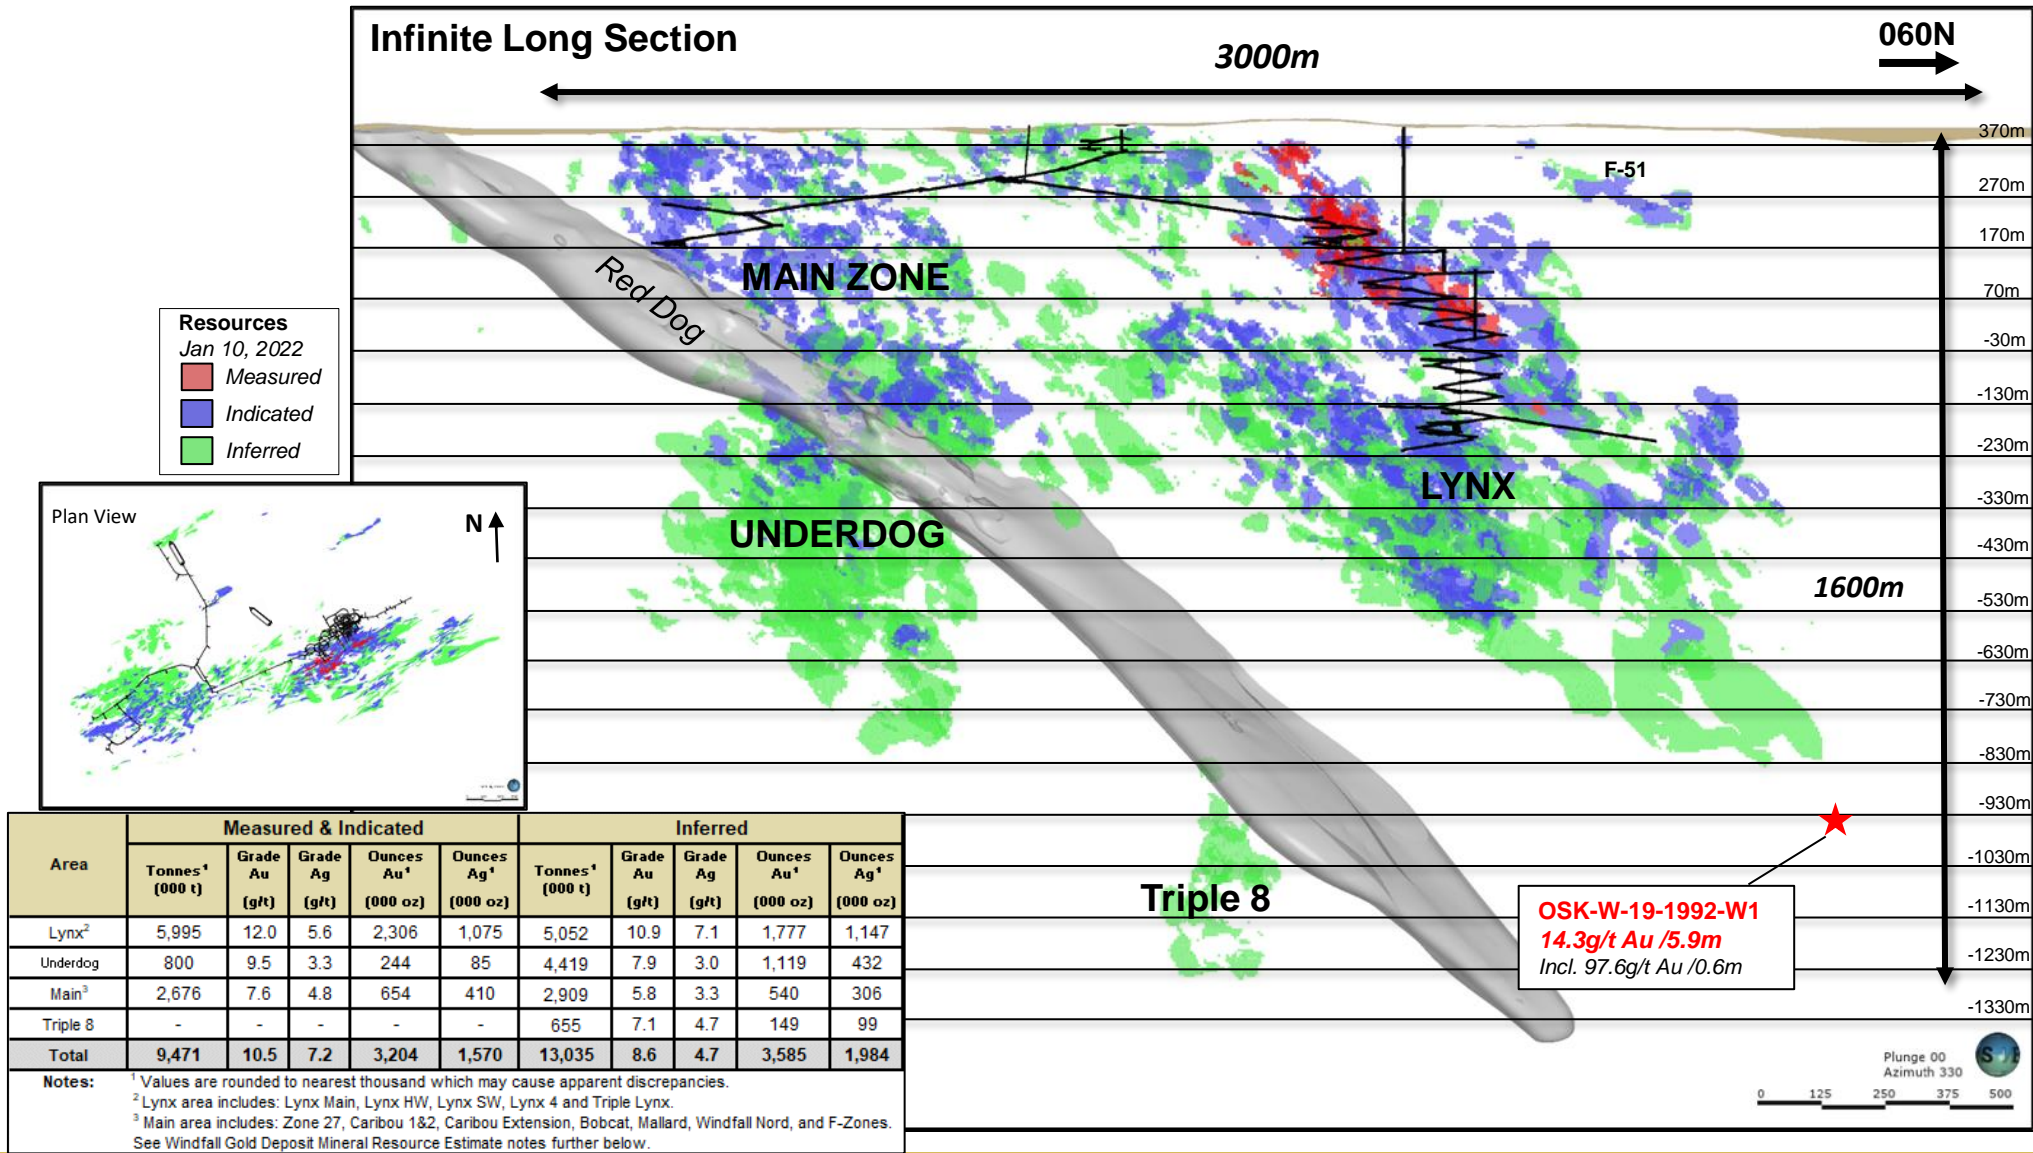 Infinite Long Section
3000m
060N
370m
270m
170m
70m
-30m
-130m
-230m
-330m
-430m
-530m
-630m
-730m
-830m
-930m
-1030m
-1130m
-1230m
-1330m
F-51
MAIN ZONE
Red Dog
LYNX
UNDERDOG
1600m
Triple 8
OSK-W-19-1992-W1
14.3g/t Au /5.9m
Incl. 97.6g/t Au /0.6m
Plunge 00
Azimuth 330
0 125 250 375 500
Resources
Jan 10, 2022
Measured
Indicated
Inferred
Plan View
N
Area | Measured & Indicated | Inferred
Tonnes¹ (000 t) | Grade Au (g/t) | Grade Ag (g/t) | Ounces Au¹ (000 oz) | Ounces Ag¹ (000 oz) | Tonnes¹ (000 t) | Grade Au (g/t) | Grade Ag (g/t) | Ounces Au¹ (000 oz) | Ounces Ag¹ (000 oz)
Lynx² | 5,995 | 12.0 | 5.6 | 2,306 | 1,075 | 5,052 | 10.9 | 7.1 | 1,777 | 1,147
Underdog | 800 | 9.5 | 3.3 | 244 | 85 | 4,419 | 7.9 | 3.0 | 1,119 | 432
Main³ | 2,676 | 7.6 | 4.8 | 654 | 410 | 2,909 | 5.8 | 3.3 | 540 | 306
Triple 8 | - | - | - | - | - | 655 | 7.1 | 4.7 | 149 | 99
Total | 9,471 | 10.5 | 7.2 | 3,204 | 1,570 | 13,035 | 8.6 | 4.7 | 3,585 | 1,984
Notes: ¹ Values are rounded to nearest thousand which may cause apparent discrepancies.
² Lynx area includes: Lynx Main, Lynx HW, Lynx SW, Lynx 4 and Triple Lynx.
³ Main area includes: Zone 27, Caribou 1&2, Caribou Extension, Bobcat, Mallard, Windfall Nord, and F-Zones.
See Windfall Gold Deposit Mineral Resource Estimate notes further below.